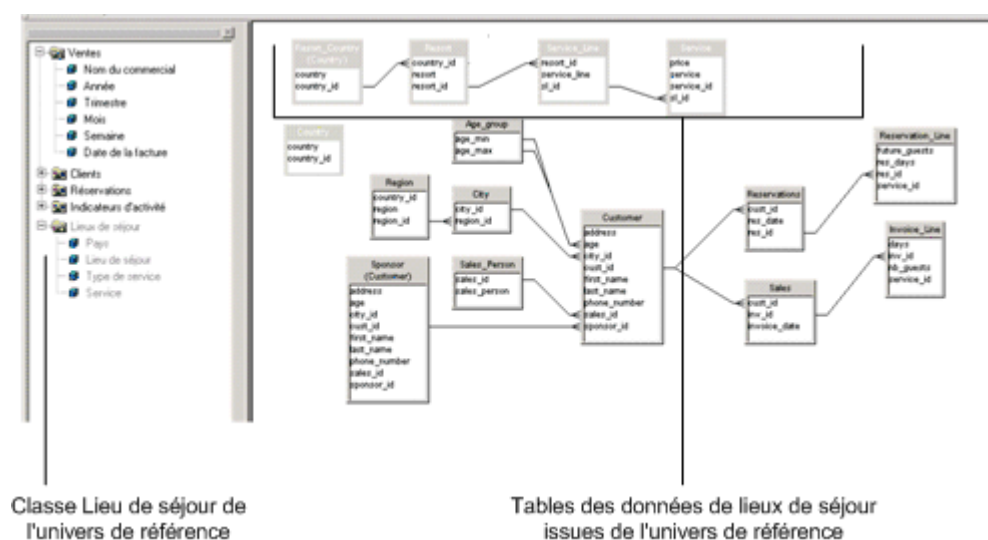 Ventes
Nom du commercial
Année
Trimestre
Mois
Semaine
Date de la facture
Clients
Réservations
Indicateurs d'activité
Lieux de séjour
Pays
Lieu de séjour
Type de service
Service
Resort_Country
(Country)
country
country_id
Resort
country_id
resort
resort_id
Service_Line
resort_id
service_line
sl_id
Service
price
service
service_id
sl_id
Country
country
country_id
Age_group
age_min
age_max
Region
country_id
region
region_id
City
city_id
region_id
Customer
address
age
city_id
cust_id
first_name
last_name
phone_number
sales_id
sponsor_id
Sponsor
(Customer)
address
age
city_id
cust_id
first_name
last_name
phone_number
sales_id
sponsor_id
Sales_Person
sales_id
sales_person
Reservations
cust_id
res_date
res_id
Reservation_Line
future_guests
res_days
res_id
service_id
Sales
cust_id
inv_id
invoice_date
Invoice_Line
days
inv_id
nb_guests
service_id
Classe Lieu de séjour de
l'univers de référence
Tables des données de lieux de séjour
issues de l'univers de référence